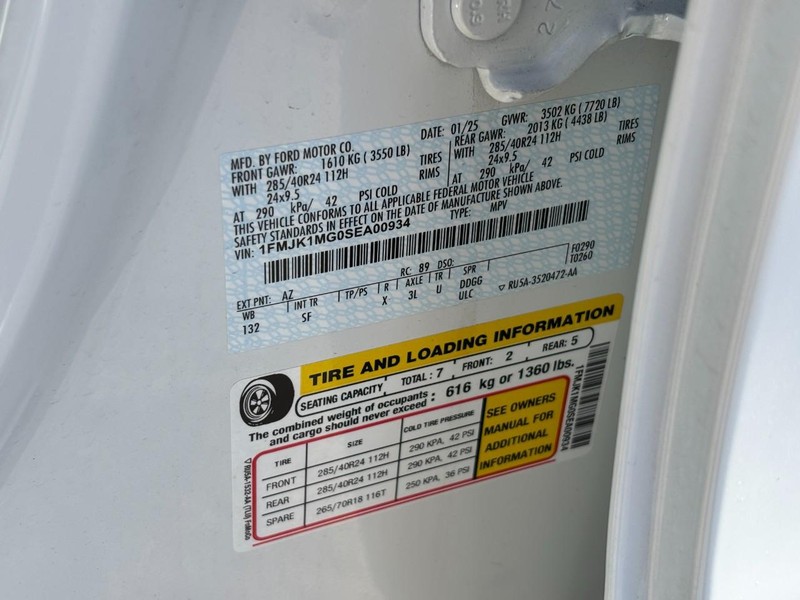 27
MFD. BY FORD MOTOR CO. DATE: 01/25 GVWR: 3502 KG ( 7720 LB)
FRONT GAWR: 1610 KG ( 3550 LB) REAR GAWR: 2013 KG ( 4438 LB)
WITH 285/40R24 112H TIRES 285/40R24 112H TIRES
24x9.5 RIMS 24x9.5 RIMS
AT 290 kPa/ 42 PSI COLD AT 290 kPa/ 42 PSI COLD
THIS VEHICLE CONFORMS TO ALL APPLICABLE FEDERAL MOTOR VEHICLE
SAFETY STANDARDS IN EFFECT ON THE DATE OF MANUFACTURE SHOWN ABOVE.
VIN: 1FMJK1MG0SEA00934 TYPE: MPV
F0290
T0260
EXT PNT: AZ RC: 89 DSO:
WB INT TR TP/PS R AXLE TR SPR
132 SF X 3L U DDGG
ULC ▽ RU5A-3520472-AA
TIRE AND LOADING INFORMATION
SEATING CAPACITY TOTAL : 7 FRONT: 2 REAR: 5
The combined weight of occupants
and cargo should never exceed : 616 kg or 1360 lbs.
TIRE SIZE COLD TIRE PRESSURE
FRONT 285/40R24 112H 290 KPA, 42 PSI
REAR 285/40R24 112H 290 KPA, 42 PSI
SPARE 265/70R18 116T 250 KPA, 36 PSI
SEE OWNERS
MANUAL FOR
ADDITIONAL
INFORMATION
1FMJK1MG0SEA00934